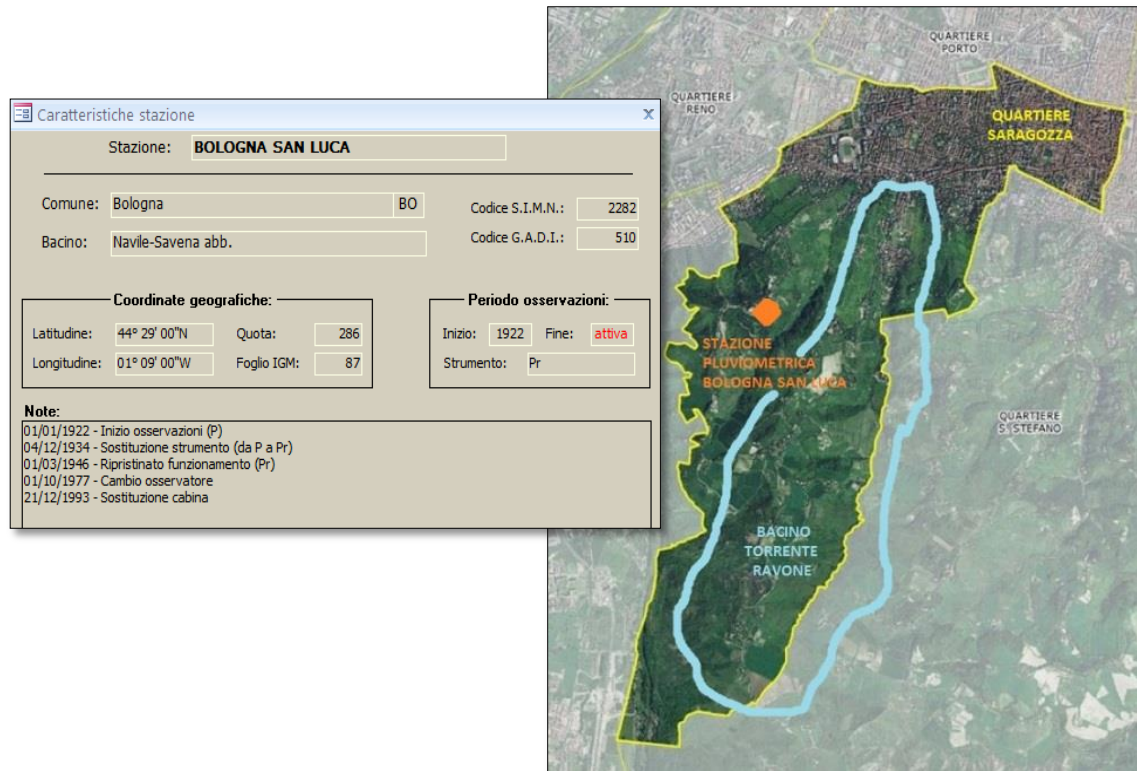 Caratteristiche stazione
x
Stazione: BOLOGNA SAN LUCA
Comune: Bologna BO
Codice S.I.M.N.: 2282
Bacino: Navile-Savena abb.
Codice G.A.D.I.: 510
Coordinate geografiche:
Latitudine: 44° 29' 00"N Quota: 286
Longitudine: 01° 09' 00"W Foglio IGM: 87
Periodo osservazioni:
Inizio: 1922 Fine: attiva
Strumento: Pr
Note:
01/01/1922 - Inizio osservazioni (P)
04/12/1934 - Sostituzione strumento (da P a Pr)
01/03/1946 - Ripristinato funzionamento (Pr)
01/10/1977 - Cambio osservatore
21/12/1993 - Sostituzione cabina
QUARTIERE
PORTO
QUARTIERE
RENO
QUARTIERE
SARAGOZZA
STAZIONE
PLUVIOMETRICA
BOLOGNA SAN LUCA
QUARTIERE
S. STEFANO
BACINO
TORRENTE
RAVONE